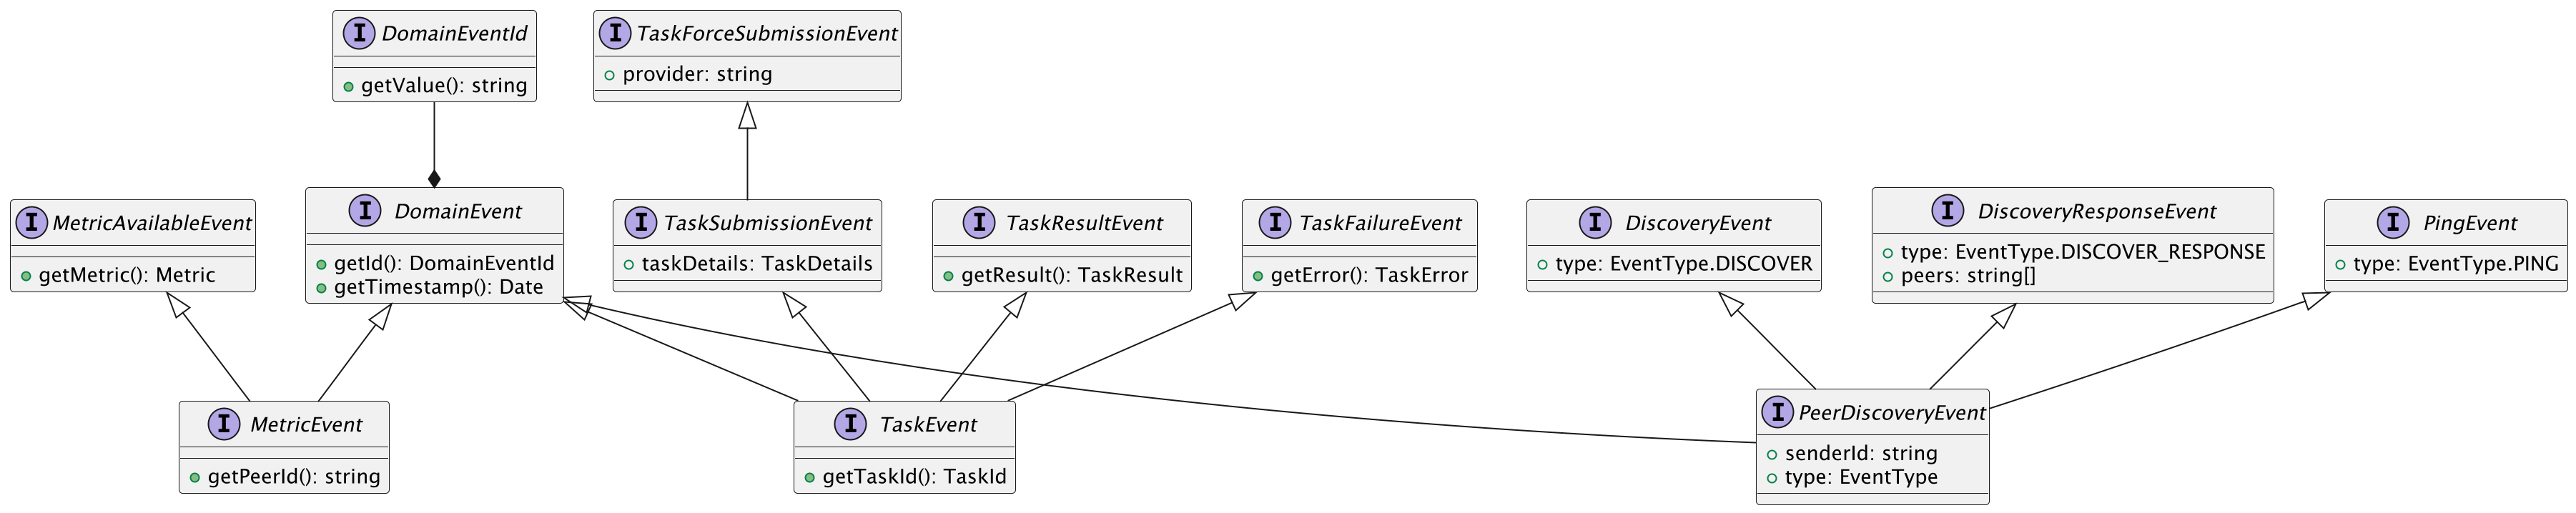 I DomainEventId
getValue(): string
I TaskForceSubmissionEvent
provider: string
I MetricAvailableEvent
getMetric(): Metric
I DomainEvent
getId(): DomainEventId
getTimestamp(): Date
I TaskSubmissionEvent
taskDetails: TaskDetails
I TaskResultEvent
getResult(): TaskResult
I TaskFailureEvent
getError(): TaskError
I DiscoveryEvent
type: EventType.DISCOVER
I DiscoveryResponseEvent
type: EventType.DISCOVER_RESPONSE
peers: string[]
I PingEvent
type: EventType.PING
I MetricEvent
getPeerId(): string
I TaskEvent
getTaskId(): TaskId
I PeerDiscoveryEvent
senderId: string
type: EventType